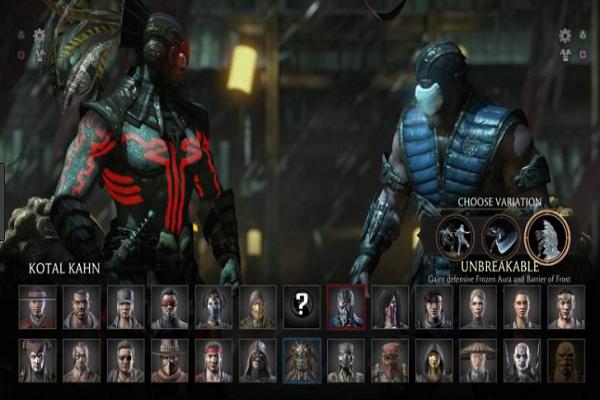 CHOOSE VARIATION
KOTAL KAHN
UNBREAKABLE
Gains defensive Frozen Aura and Barrier of Frost
?